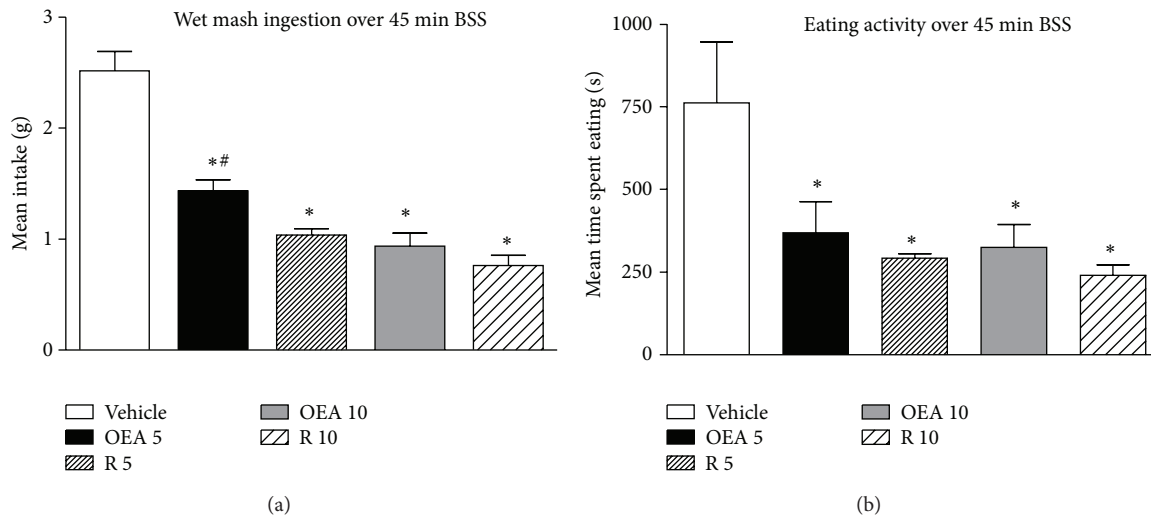 Wet mash ingestion over 45 min BSS
Mean intake (g)
3
2
1
0
*#
*
*
*
Vehicle
OEA 10
OEA 5
R 10
R 5
(a)
Eating activity over 45 min BSS
Mean time spent eating (s)
1000
750
500
250
0
*
*
*
*
Vehicle
OEA 10
OEA 5
R 10
R 5
(b)